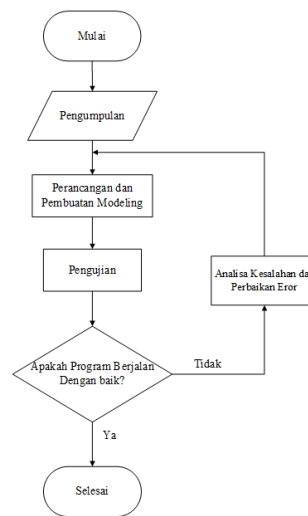 Mulai
Pengumpulan
Perancangan dan
Pembuatan Modeling
Pengujian
Analisa Kesalahan da
Perbaikan Eror
Apakah Program Berjalan
Dengan baik?
Tidak
Ya
Selesai